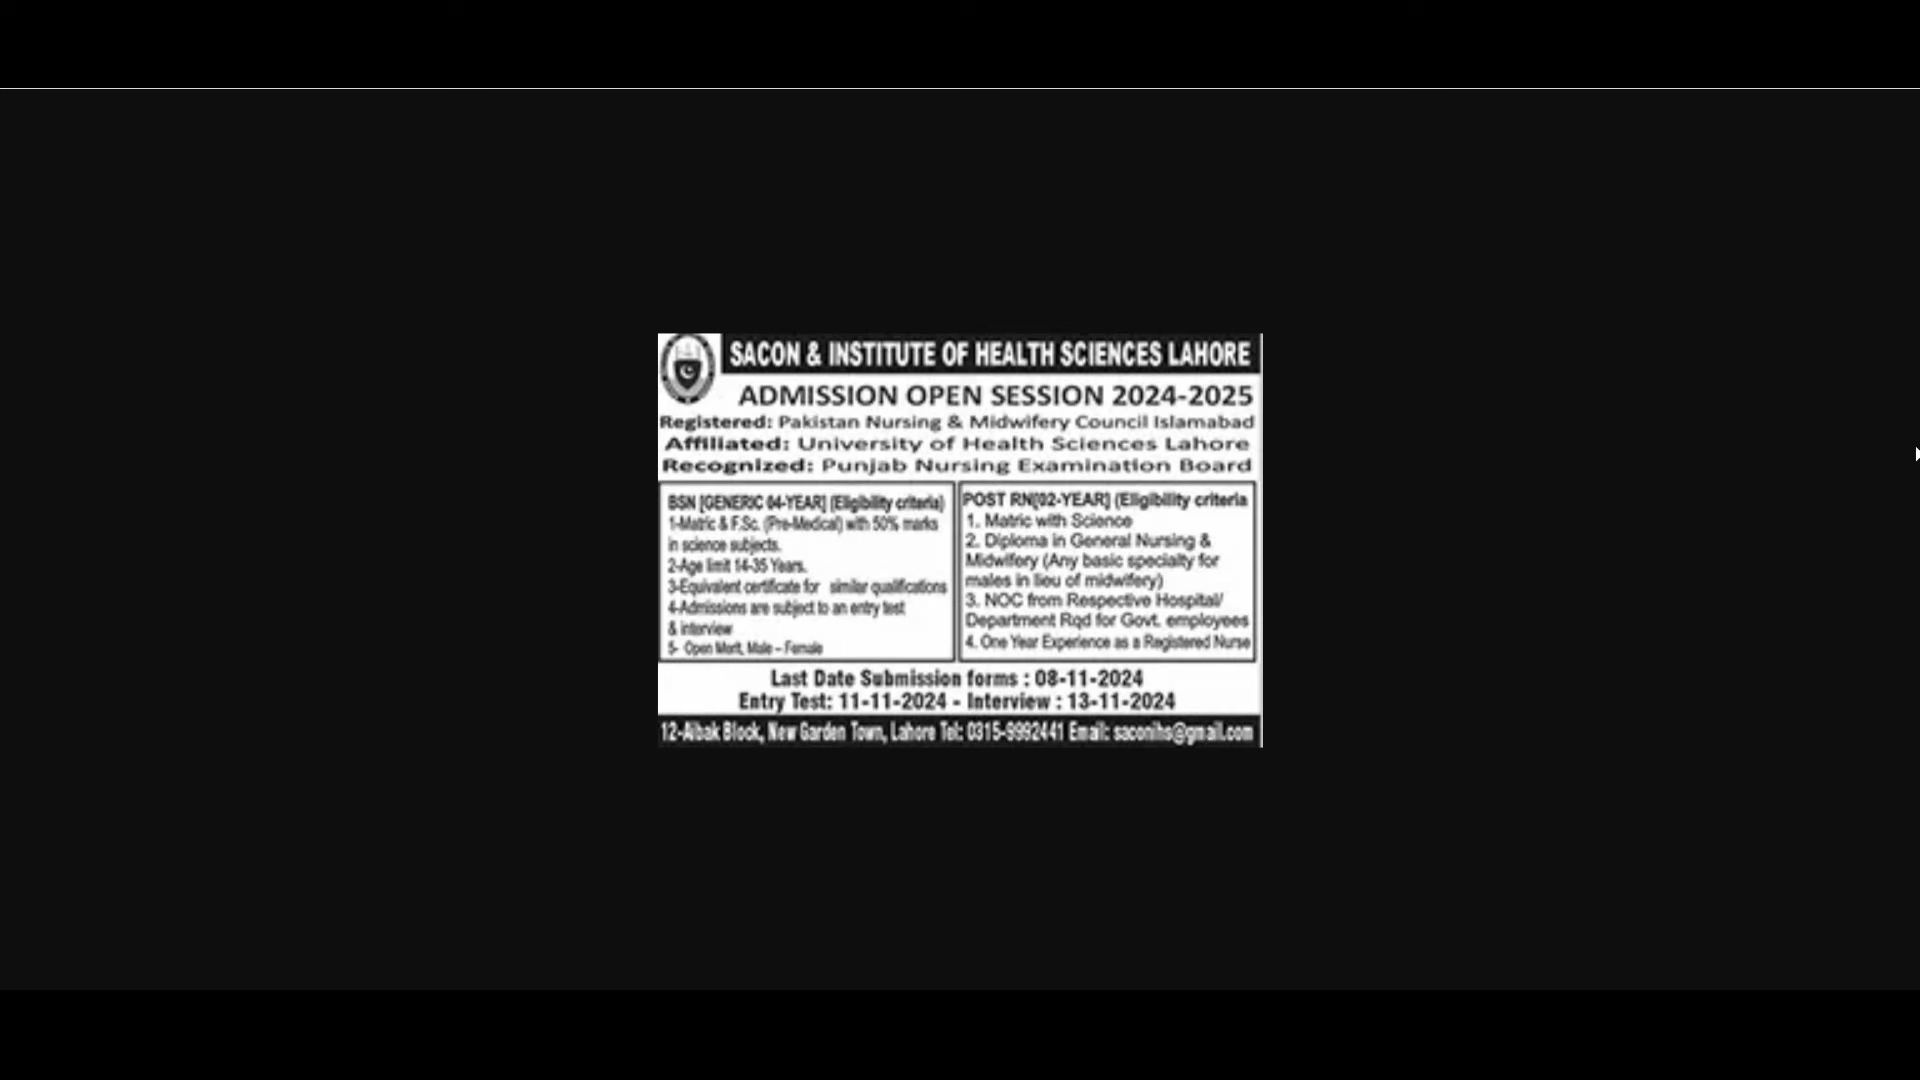 SACON & INSTITUTE OF HEALTH SCIENCES LAHORE
ADMISSION OPEN SESSION 2024-2025
Registered: Pakistan Nursing & Midwifery Council Islamabad
Affiliated: University of Health Sciences Lahore
Recognized: Punjab Nursing Examination Board
BSN [GENERIC 04-YEAR] (Eligibility criteria)
1-Matric & F.Sc. (Pre-Medical) with 50% marks
in science subjects.
2-Age limit 14-35 Years.
3-Equivalent certificate for similar qualifications
4-Admissions are subject to an entry test
& interview
5- Open Merit, Male – Female
POST RN[02-YEAR] (Eligibility criteria
1. Matric with Science
2. Diploma in General Nursing &
Midwifery (Any basic specialty for
males in lieu of midwifery)
3. NOC from Respective Hospital/
Department Rqd for Govt. employees
4. One Year Experience as a Registered Nurse
Last Date Submission forms : 08-11-2024
Entry Test: 11-11-2024 - Interview : 13-11-2024
12-Aibak Block, New Garden Town, Lahore Tel: 0315-9992441 Email: saconihs@gmail.com